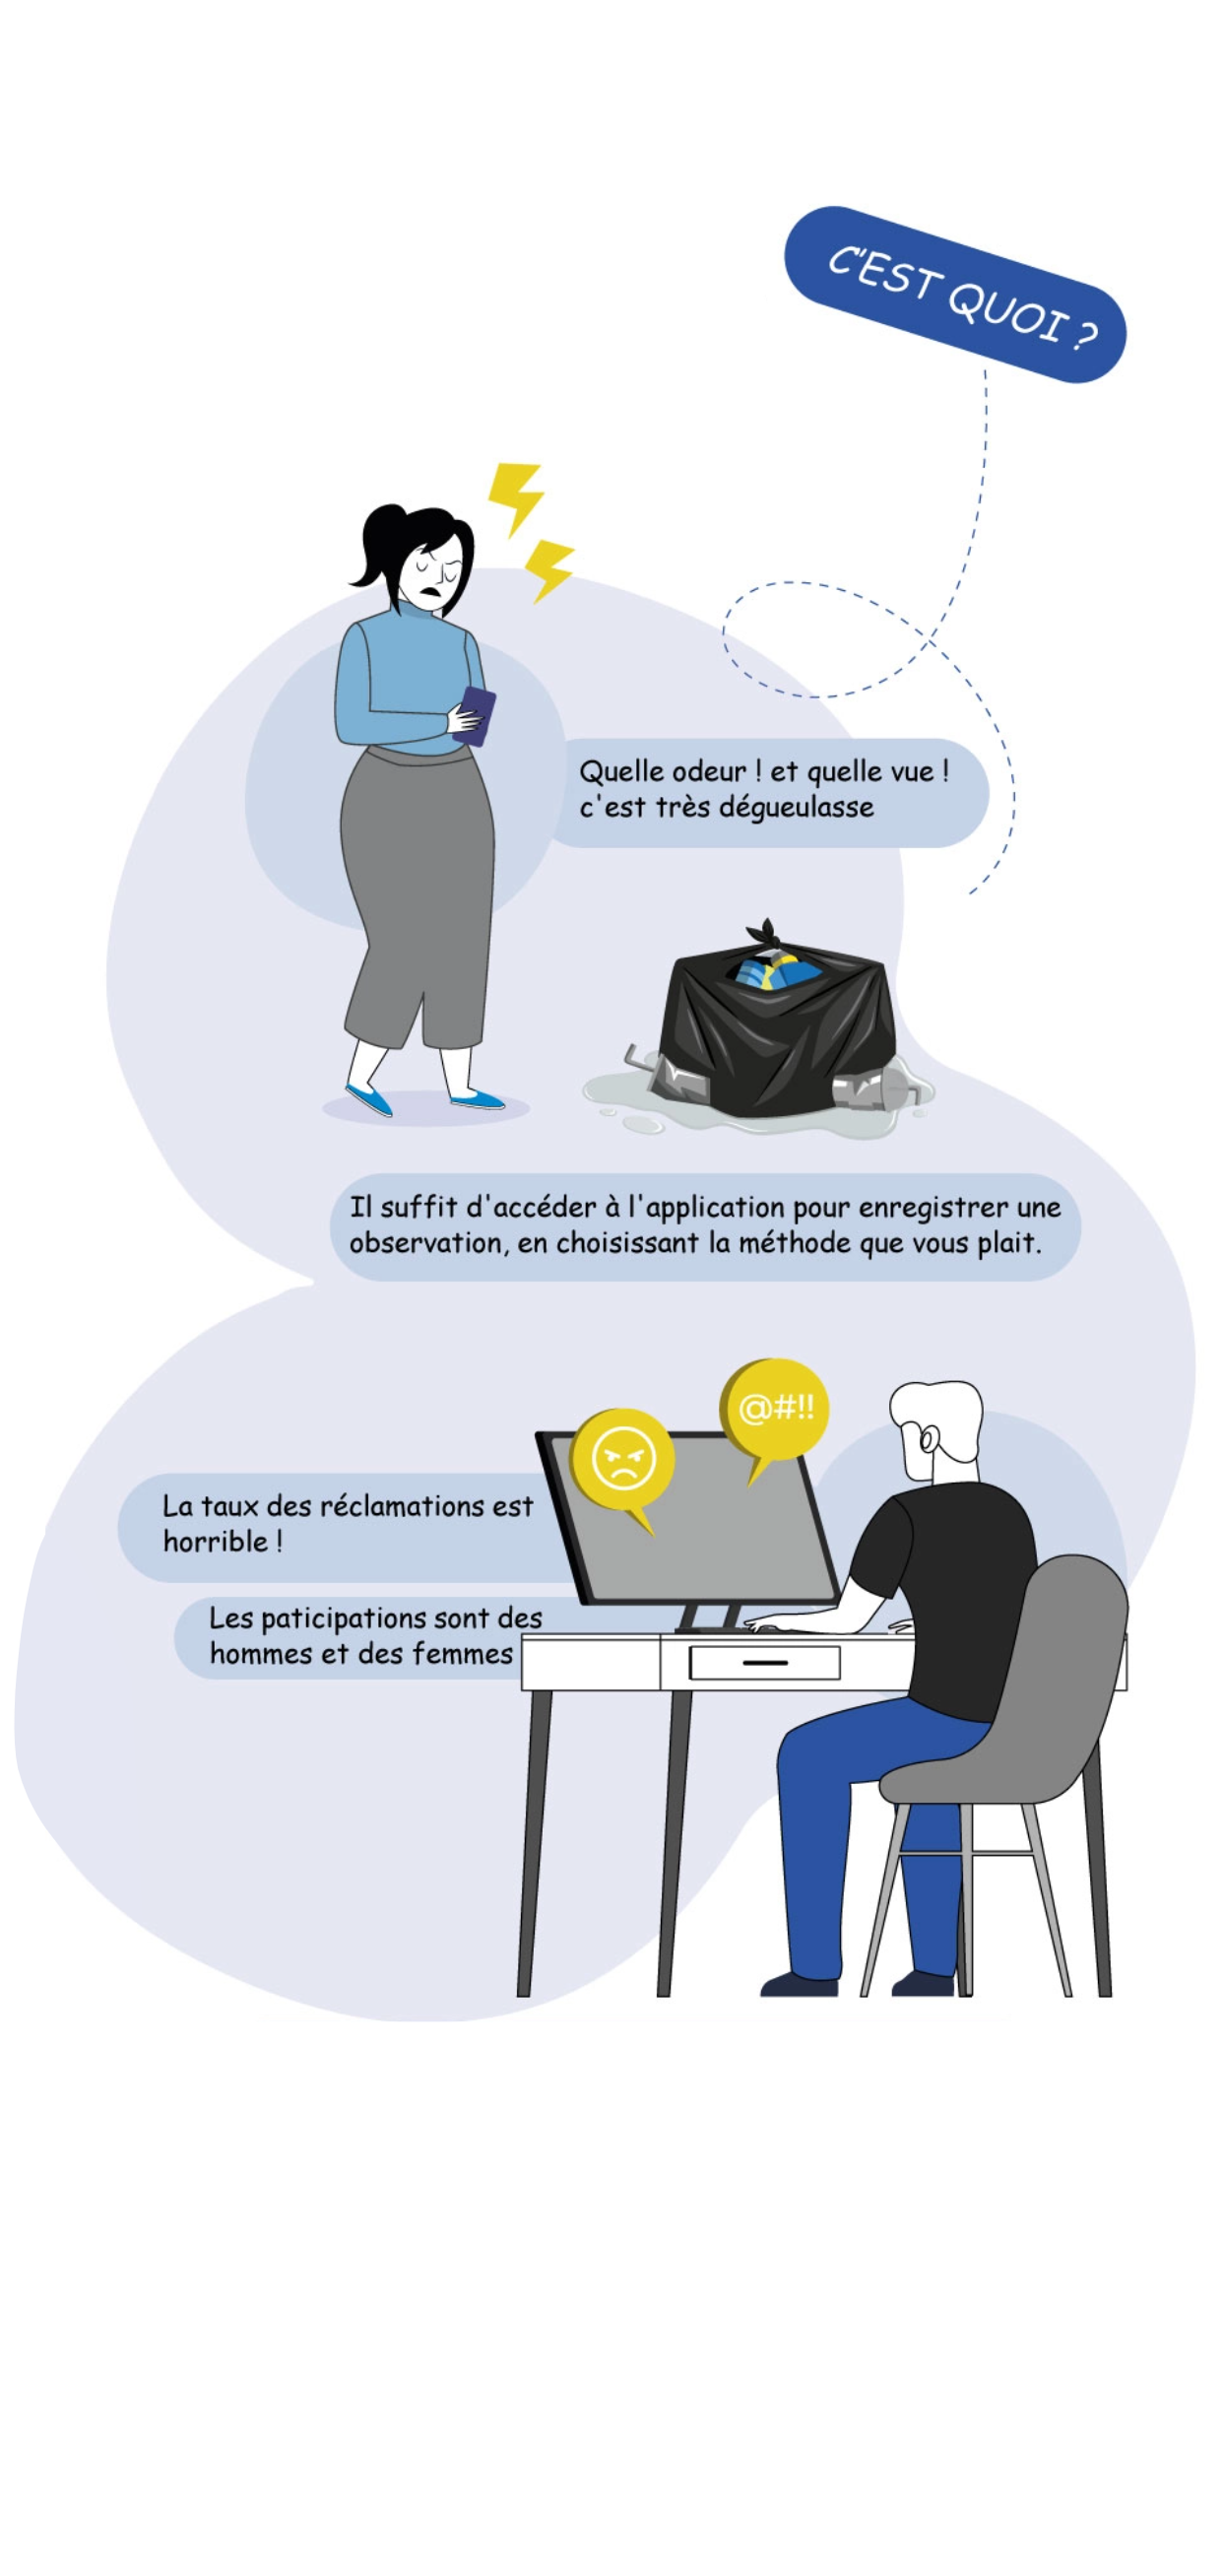 C'EST QUOI ?
Quelle odeur ! et quelle vue !
c'est très dégueulasse
Il suffit d'accéder à l'application pour enregistrer une
observation, en choisissant la méthode que vous plait.
@#!!
La taux des réclamations est
horrible !
Les paticipations sont des
hommes et des femmes